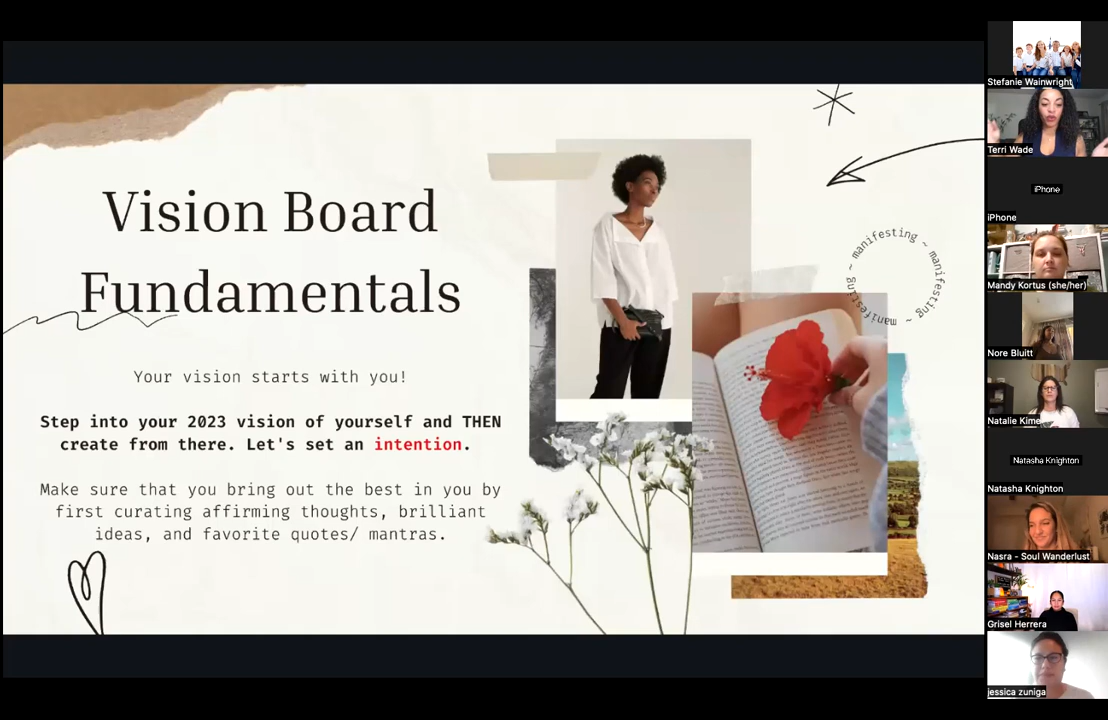 Vision Board
Fundamentals
Your vision starts with you!
Step into your 2023 vision of yourself and THEN
create from there. Let's set an intention.
Make sure that you bring out the best in you by
first curating affirming thoughts, brilliant
ideas, and favorite quotes/ mantras.
manifesting ~ manifesting ~ manifesting ~
Stefanie Wainwright
Terri Wade
iPhone
iPhone
Mandy Kortus (she/her)
Nore Bluitt
Natalie Kime
Natasha Knighton
Natasha Knighton
Nasra - Soul Wanderlust
Grisel Herrera
jessica zuniga